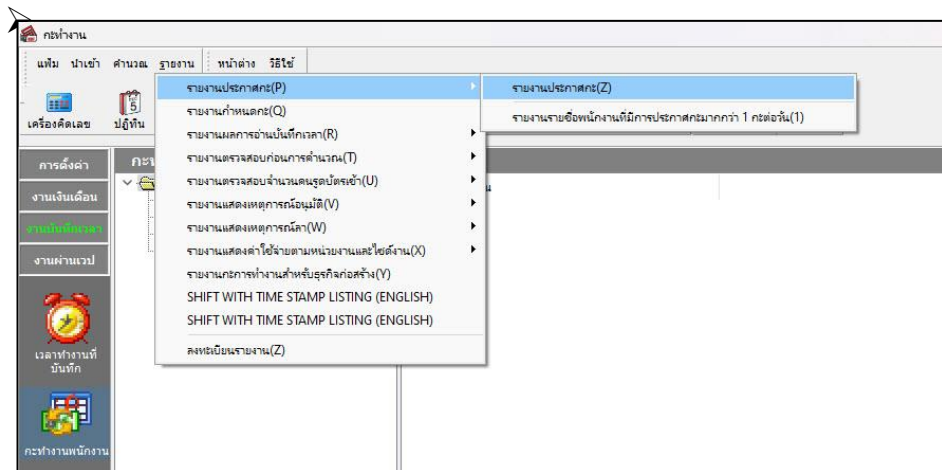 กะทำงาน
แฟ้ม นำเข้า คำนวณ รายงาน หน้าต่าง วิธีใช้
เครื่องคิดเลข ปฏิทิน
รายงานประกาศกะ(P)
รายงานกำหนดกะ(Q)
รายงานผลการอ่านบันทึกเวลา(R)
รายงานตรวจสอบก่อนการคำนวณ(T)
รายงานตรวจสอบจำนวนคนรูดบัตรเข้า(U)
รายงานแสดงเหตุการณ์อนุมัติ(V)
รายงานแสดงเหตุการณ์ลา(W)
รายงานแสดงค่าใช้จ่ายตามหน่วยงานและไซด์งาน(X)
รายงานกะการทำงานสำหรับธุรกิจก่อสร้าง(Y)
SHIFT WITH TIME STAMP LISTING (ENGLISH)
SHIFT WITH TIME STAMP LISTING (ENGLISH)
ลงทะเบียนรายงาน(Z)
รายงานประกาศกะ(Z)
รายงานรายชื่อพนักงานที่มีการประกาศกะมากกว่า 1 กะต่อวัน(1)
การตั้งค่า
งานเงินเดือน
งานบันทึกเวลา
งานผ่านเวป
เวลาทำงานที่
บันทึก
กะทำงานพนักงาน